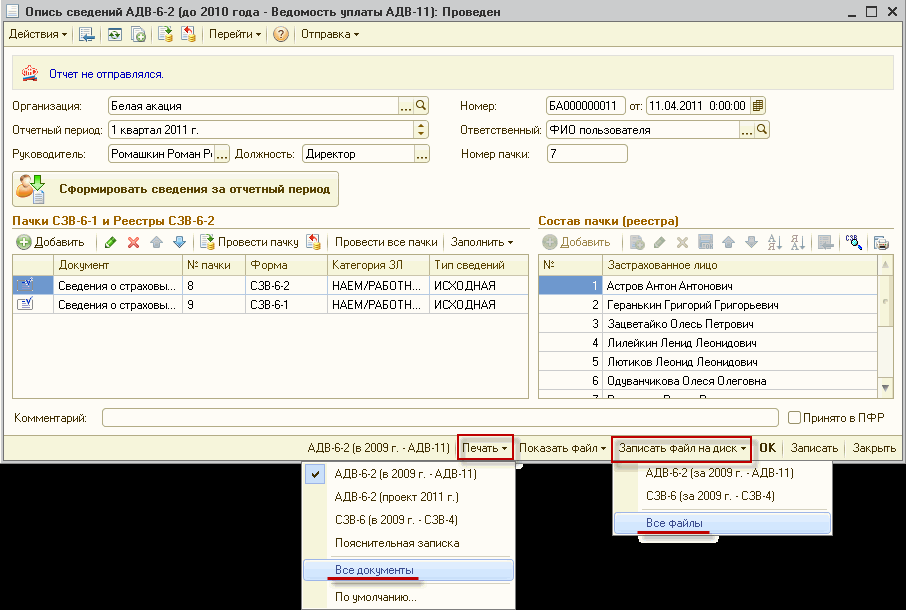 Опись сведений АДВ-6-2 (до 2010 года - Ведомость уплаты АДВ-11): Проведен
Действия Перейти Отправка
Отчет не отправлялся.
Организация: Белая акация Номер: БА000000011 от: 11.04.2011 0:00:00
Отчетный период: 1 квартал 2011 г. Ответственный: ФИО пользователя
Руководитель: Ромашкин Роман Должность: Директор Номер пачки: 7
Сформировать сведения за отчетный период
Пачки СЗВ-6-1 и Реестры СЗВ-6-2 Состав пачки (реестра)
Добавить Провести пачку Провести все пачки Заполнить Добавить
Документ № пачки Форма Категория ЗЛ Тип сведений №: Застрахованное лицо
Сведения о страховы... 8 СЗВ-6-2 НАЕМ/РАБОТН... ИСХОДНАЯ 1 Астров Антон Антонович
Сведения о страховы... 9 СЗВ-6-1 НАЕМ/РАБОТН... ИСХОДНАЯ 2 Геранькин Григорий Григорьевич
3 Зацветайко Олесь Петрович
4 Лилейкин Ленид Леонидович
5 Лютиков Леонид Леонидович
6 Одуванчикова Олеся Олеговна
Комментарий: Принято в ПФР
АДВ-6-2 (в 2009 г. - АДВ-11) Печать Показать файл Записать файл на диск OK Записать Закрыть
АДВ-6-2 (в 2009 г. - АДВ-11) АДВ-6-2 (за 2009 г. - АДВ-11)
АДВ-6-2 (проект 2011 г.) СЗВ-6 (за 2009 г. - СЗВ-4)
СЗВ-6 (в 2009 г. - СЗВ-4) Все файлы
Пояснительная записка
Все документы
По умолчанию...